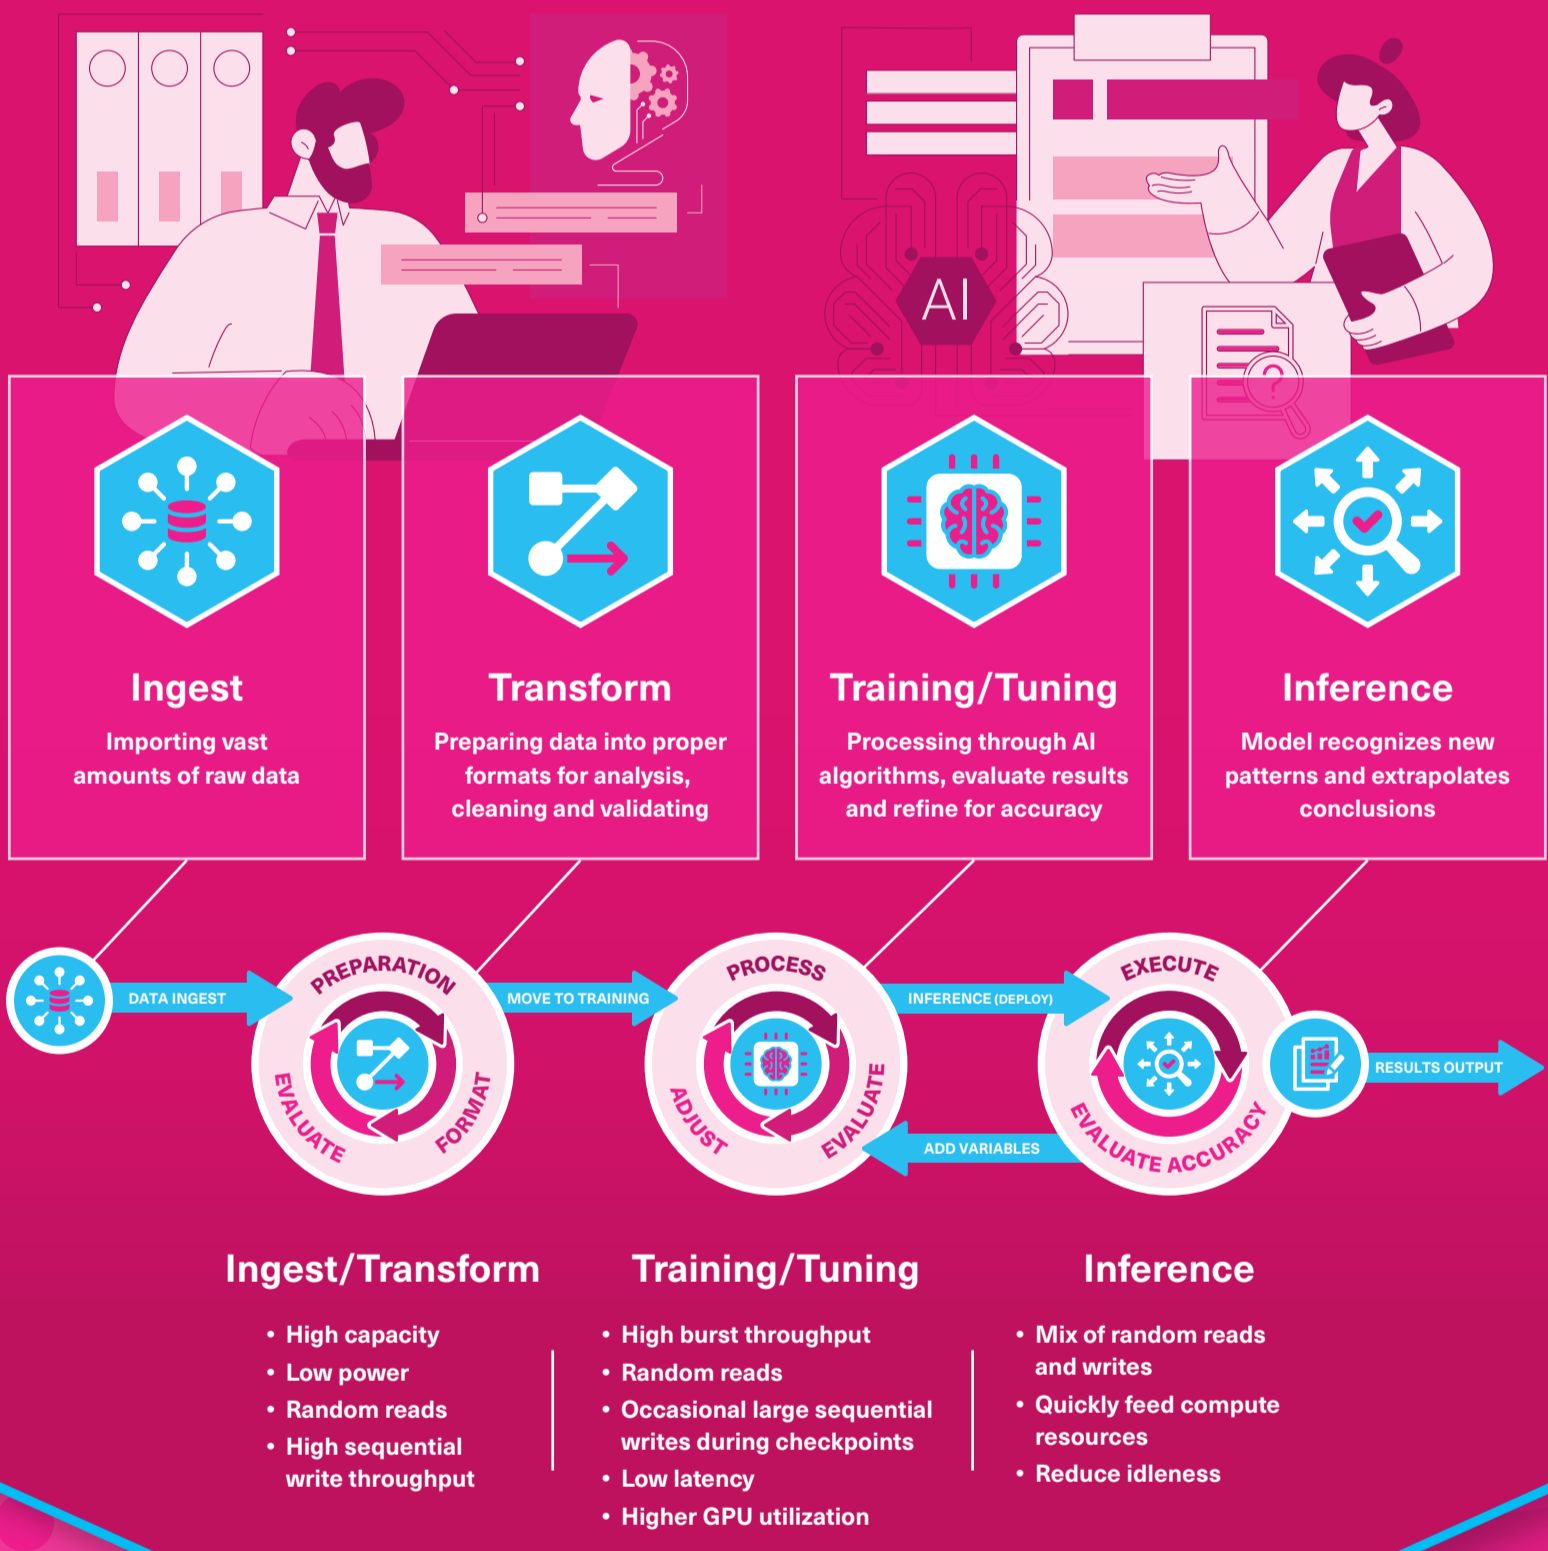 AI
Ingest
Importing vast
amounts of raw data
Transform
Preparing data into proper
formats for analysis,
cleaning and validating
Training/Tuning
Processing through AI
algorithms, evaluate results
and refine for accuracy
Inference
Model recognizes new
patterns and extrapolates
conclusions
DATA INGEST
PREPARATION
FORMAT
EVALUATE
MOVE TO TRAINING
PROCESS
EVALUATE
ADJUST
INFERENCE (DEPLOY)
ADD VARIABLES
EXECUTE
EVALUATE ACCURACY
RESULTS OUTPUT
Ingest/Transform
• High capacity
• Low power
• Random reads
• High sequential
write throughput
Training/Tuning
• High burst throughput
• Random reads
• Occasional large sequential
writes during checkpoints
• Low latency
• Higher GPU utilization
Inference
• Mix of random reads
and writes
• Quickly feed compute
resources
• Reduce idleness